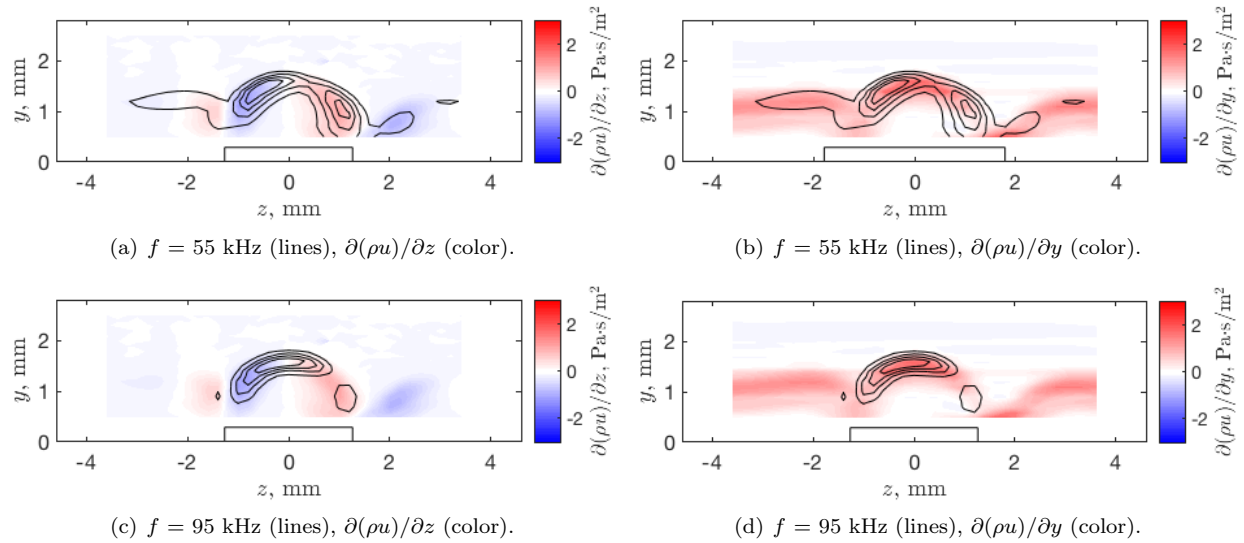 2
1
0
y, mm
-4
-2
0
2
4
z, mm
2
0
-2
∂(ρu)/∂z, Pa·s/m²
(a) f = 55 kHz (lines), ∂(ρu)/∂z (color).
2
1
0
y, mm
-4
-2
0
2
4
z, mm
2
0
-2
∂(ρu)/∂y, Pa·s/m²
(b) f = 55 kHz (lines), ∂(ρu)/∂y (color).
2
1
0
y, mm
-4
-2
0
2
4
z, mm
2
0
-2
∂(ρu)/∂z, Pa·s/m²
(c) f = 95 kHz (lines), ∂(ρu)/∂z (color).
2
1
0
y, mm
-4
-2
0
2
4
z, mm
2
0
-2
∂(ρu)/∂y, Pa·s/m²
(d) f = 95 kHz (lines), ∂(ρu)/∂y (color).